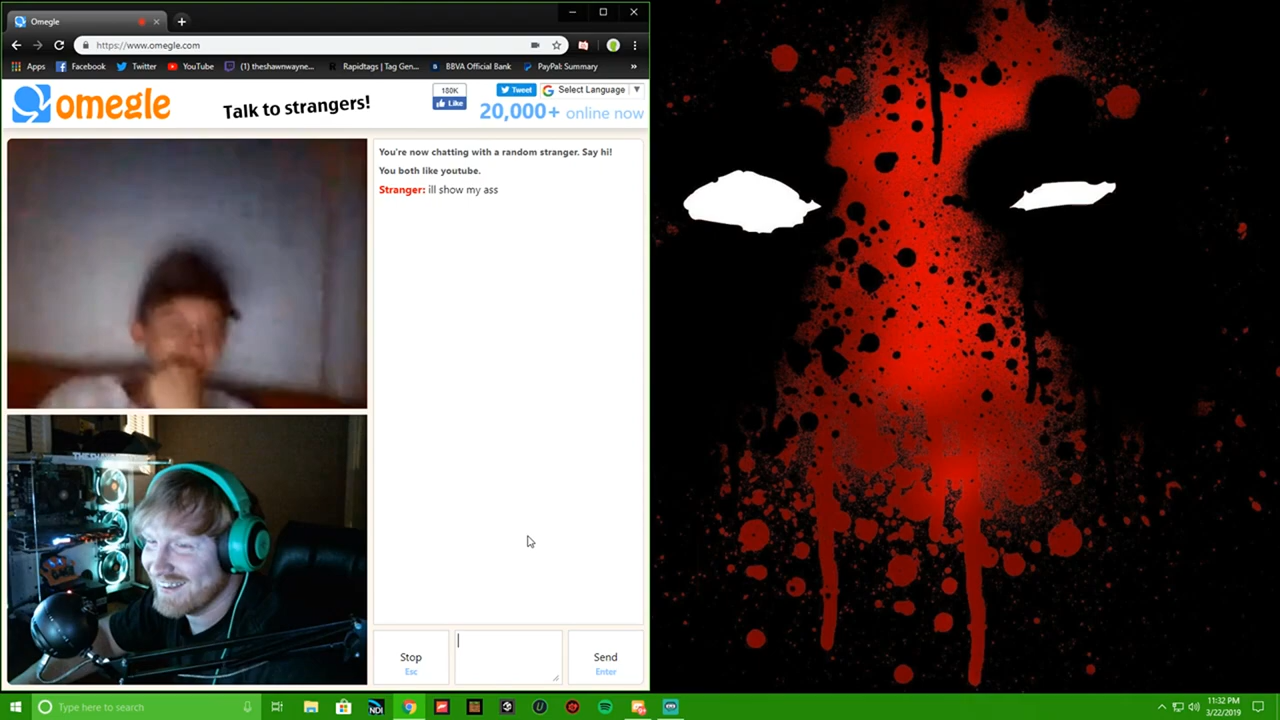 Omegle
https://www.omegle.com
Apps Facebook Twitter YouTube (1) theshawnwayne... Rapidtags | Tag Gen... BBVA Official Bank PayPal: Summary »
omegle
Talk to strangers!
180K
Like
Tweet
Select Language
20,000+ online now
You're now chatting with a random stranger. Say hi!
You both like youtube.
Stranger: ill show my ass
Stop
Esc
Send
Enter
Type here to search
NDI
11:32 PM
3/22/2019